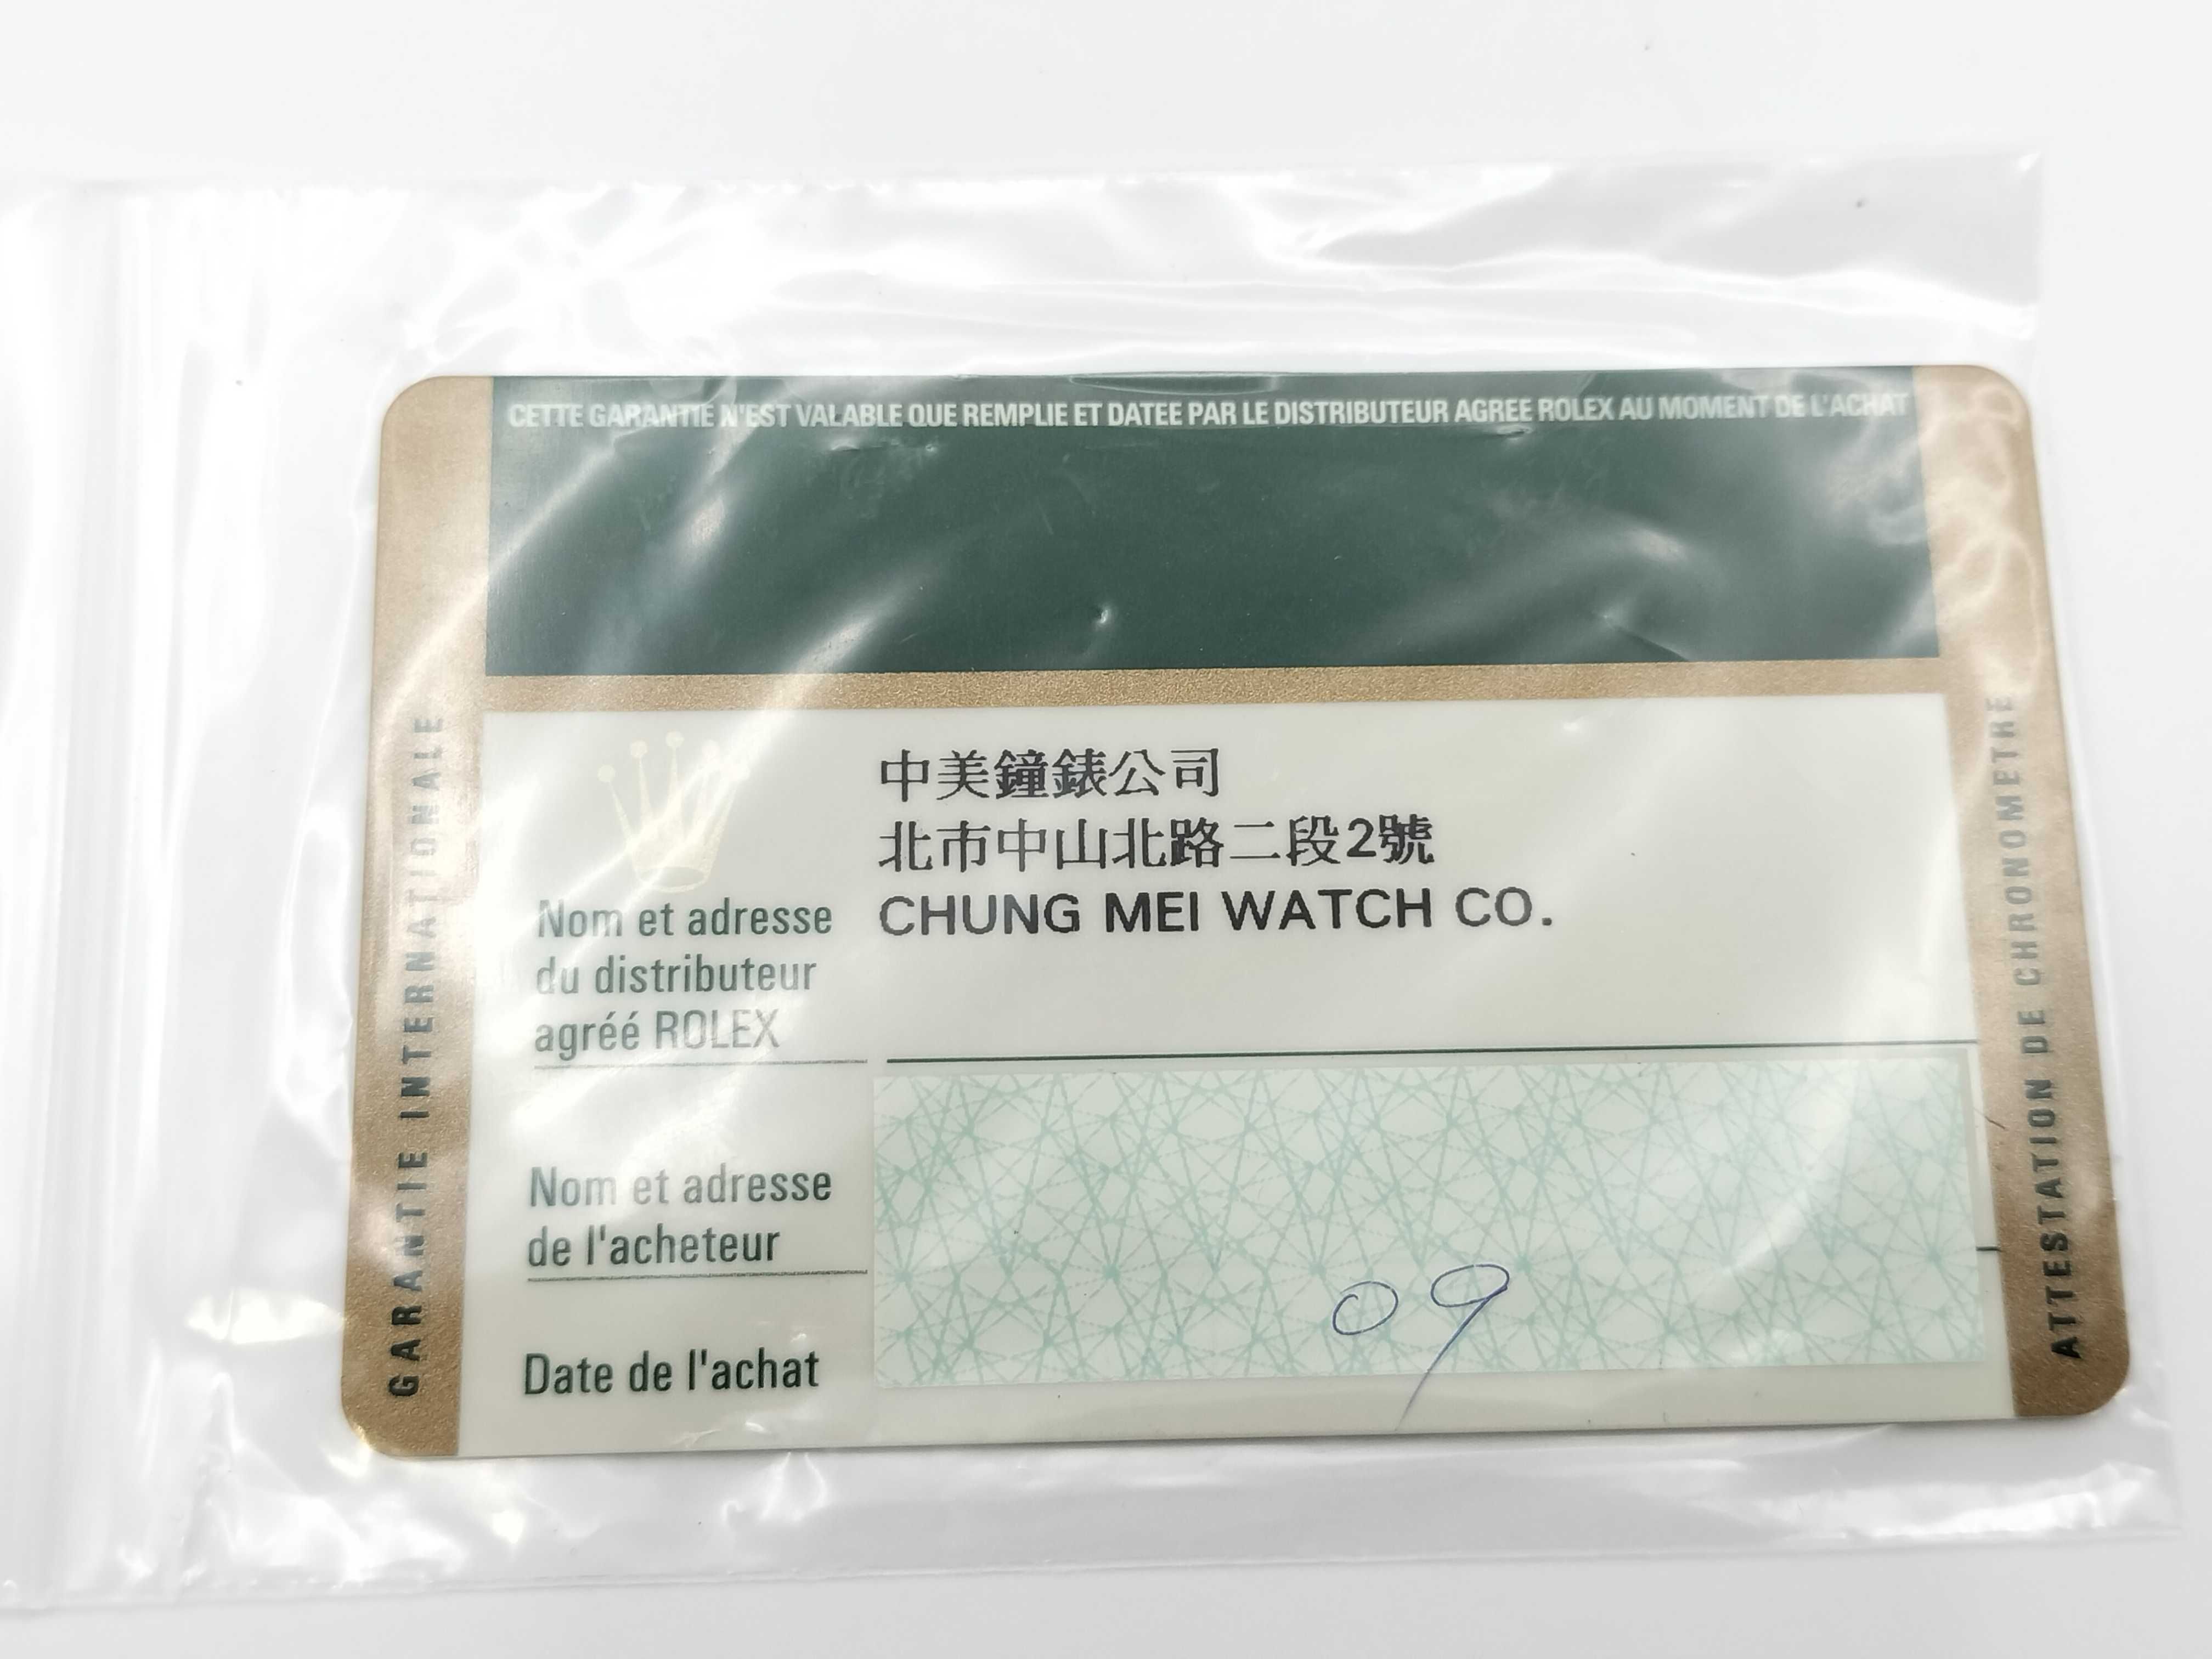 CETTE GARANTIE N'EST VALABLE QUE REMPLIE ET DATEE PAR LE DISTRIBUTEUR AGREE ROLEX AU MOMENT DE L'ACHAT
GARANTIE INTERNATIONALE
中美鐘錶公司
北市中山北路二段2號
CHUNG MEI WATCH CO.
Nom et adresse
du distributeur
agréé ROLEX
Nom et adresse
de l'acheteur
09
Date de l'achat
ATTESTATION DE CHRONOMETRE